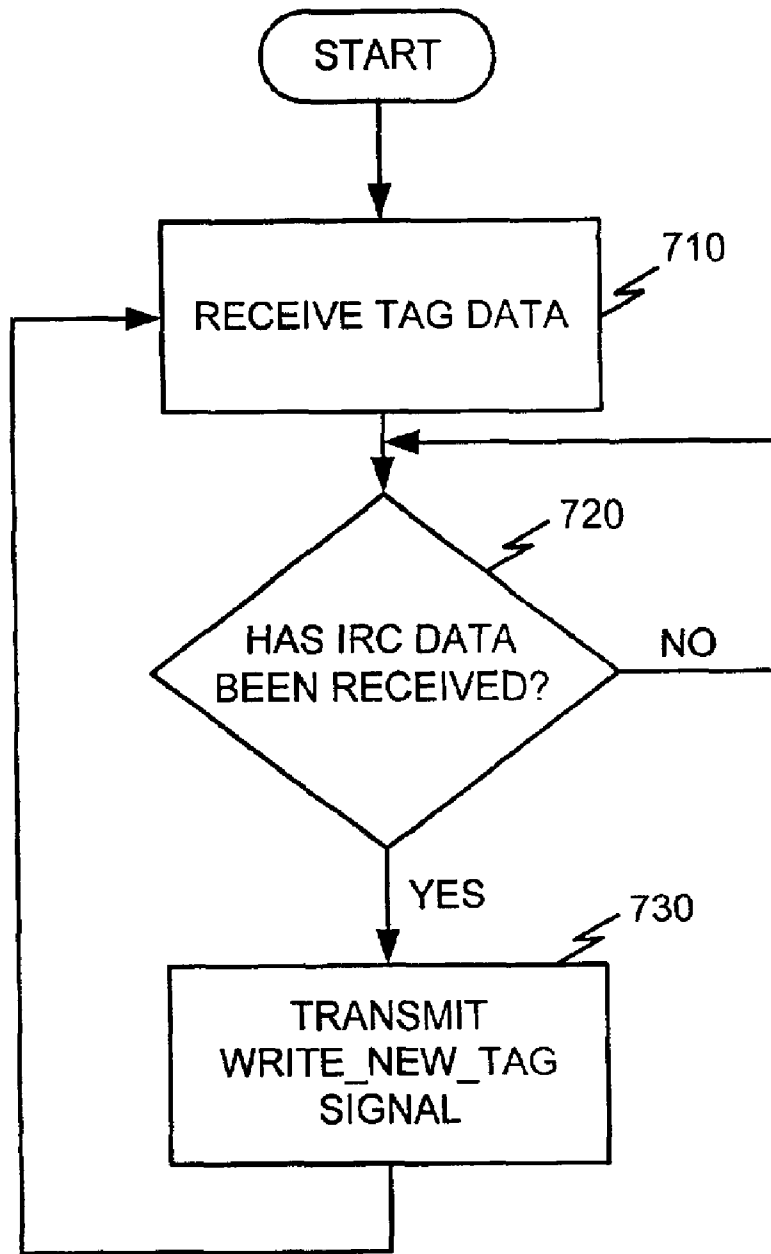 START
710
RECEIVE TAG DATA
720
HAS IRC DATA
BEEN RECEIVED?
NO
YES
730
TRANSMIT
WRITE_NEW_TAG
SIGNAL